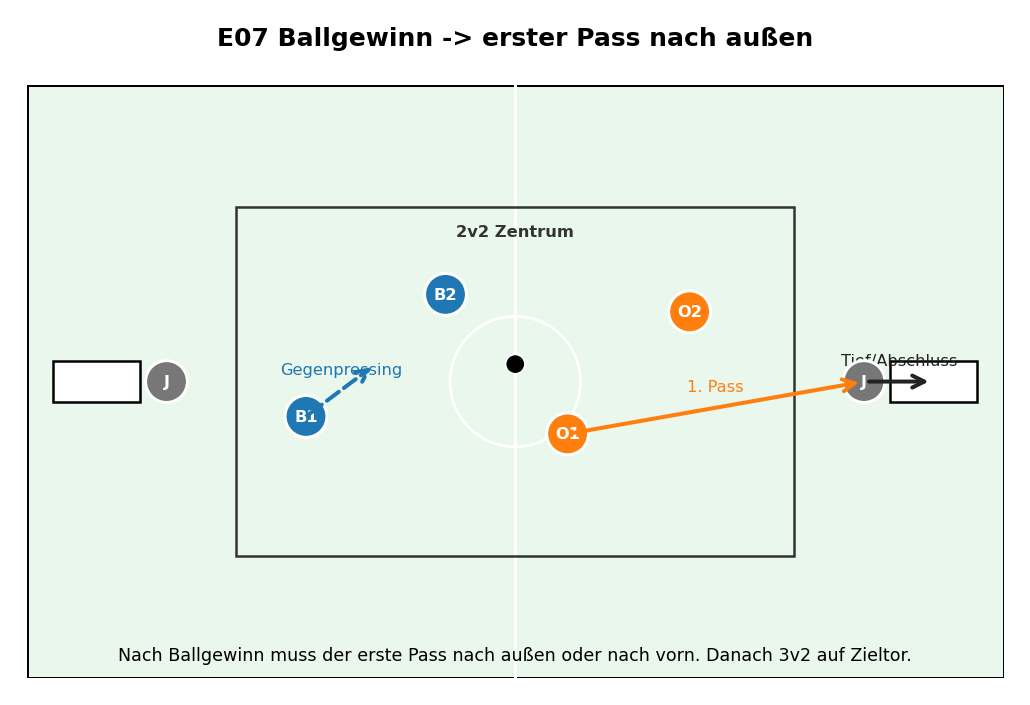 E07 Ballgewinn -> erster Pass nach außen
2v2 Zentrum
B2
O2
Tief/Abschluss
Gegenpressing
J
J
1. Pass
B1
O1
Nach Ballgewinn muss der erste Pass nach außen oder nach vorn. Danach 3v2 auf Zieltor.